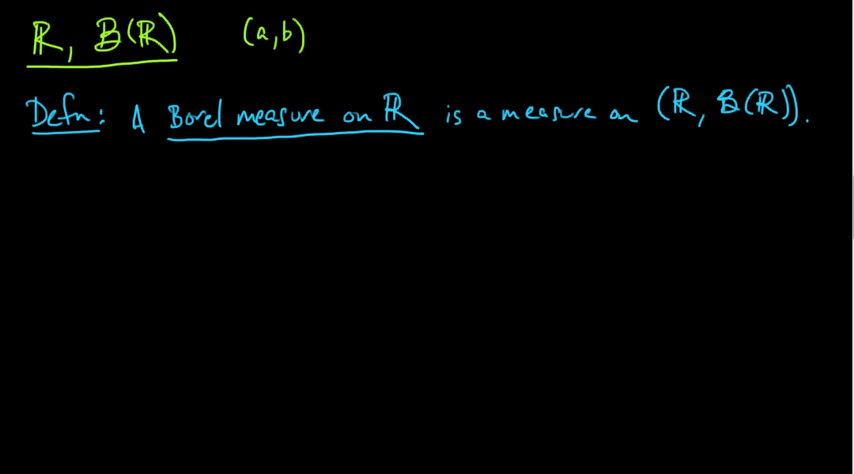 ℝ, B(ℝ) (a,b)
Defn: A Borel measure on ℝ is a measure on (ℝ, B(ℝ)).